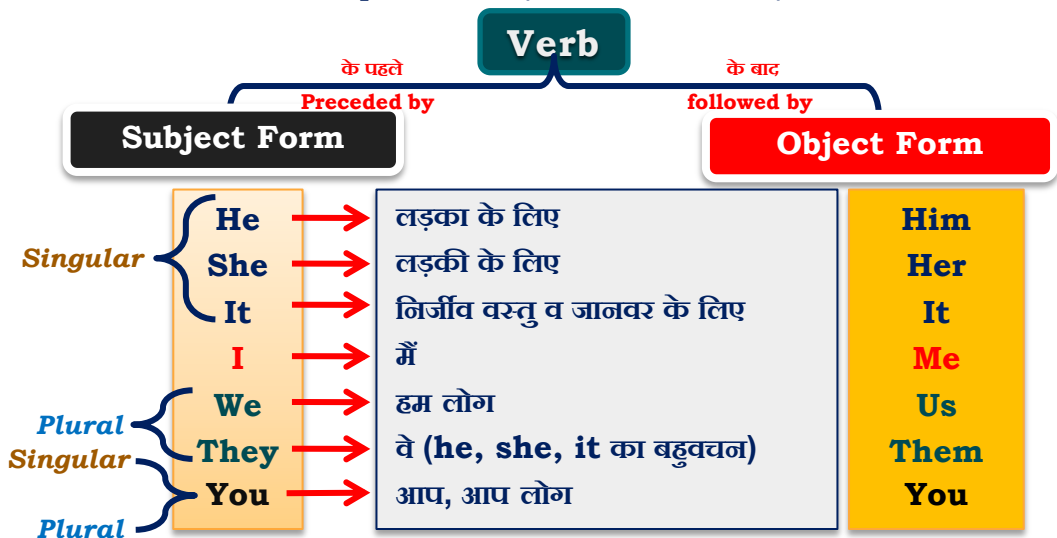 Verb
के पहले
के बाद
Preceded by
followed by
Subject Form
Object Form
He
लड़का के लिए
Him
Singular
She
लड़की के लिए
Her
It
निर्जीव वस्तु व जानवर के लिए
It
I
मैं
Me
We
हम लोग
Us
Plural
They
वे (he, she, it का बहुवचन)
Them
Singular
You
आप, आप लोग
You
Plural